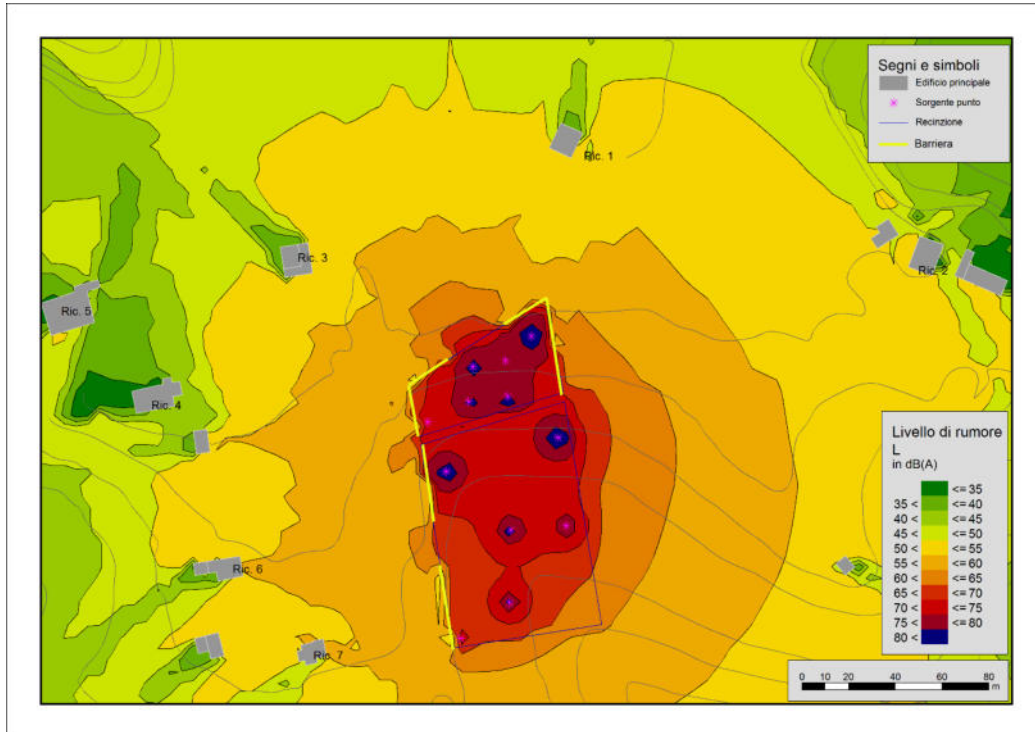 Segni e simboli
Edificio principale
Sorgente punto
Recinzione
Barriera
Ric. 1
Ric. 2
Ric. 3
Ric. 5
Ric. 4
Ric. 6
Ric. 7
Livello di rumore
L
in dB(A)
<= 35
35 < <= 40
40 < <= 45
45 < <= 50
50 < <= 55
55 < <= 60
60 < <= 65
65 < <= 70
70 < <= 75
75 < <= 80
80 <
0 10 20 40 60 80
m